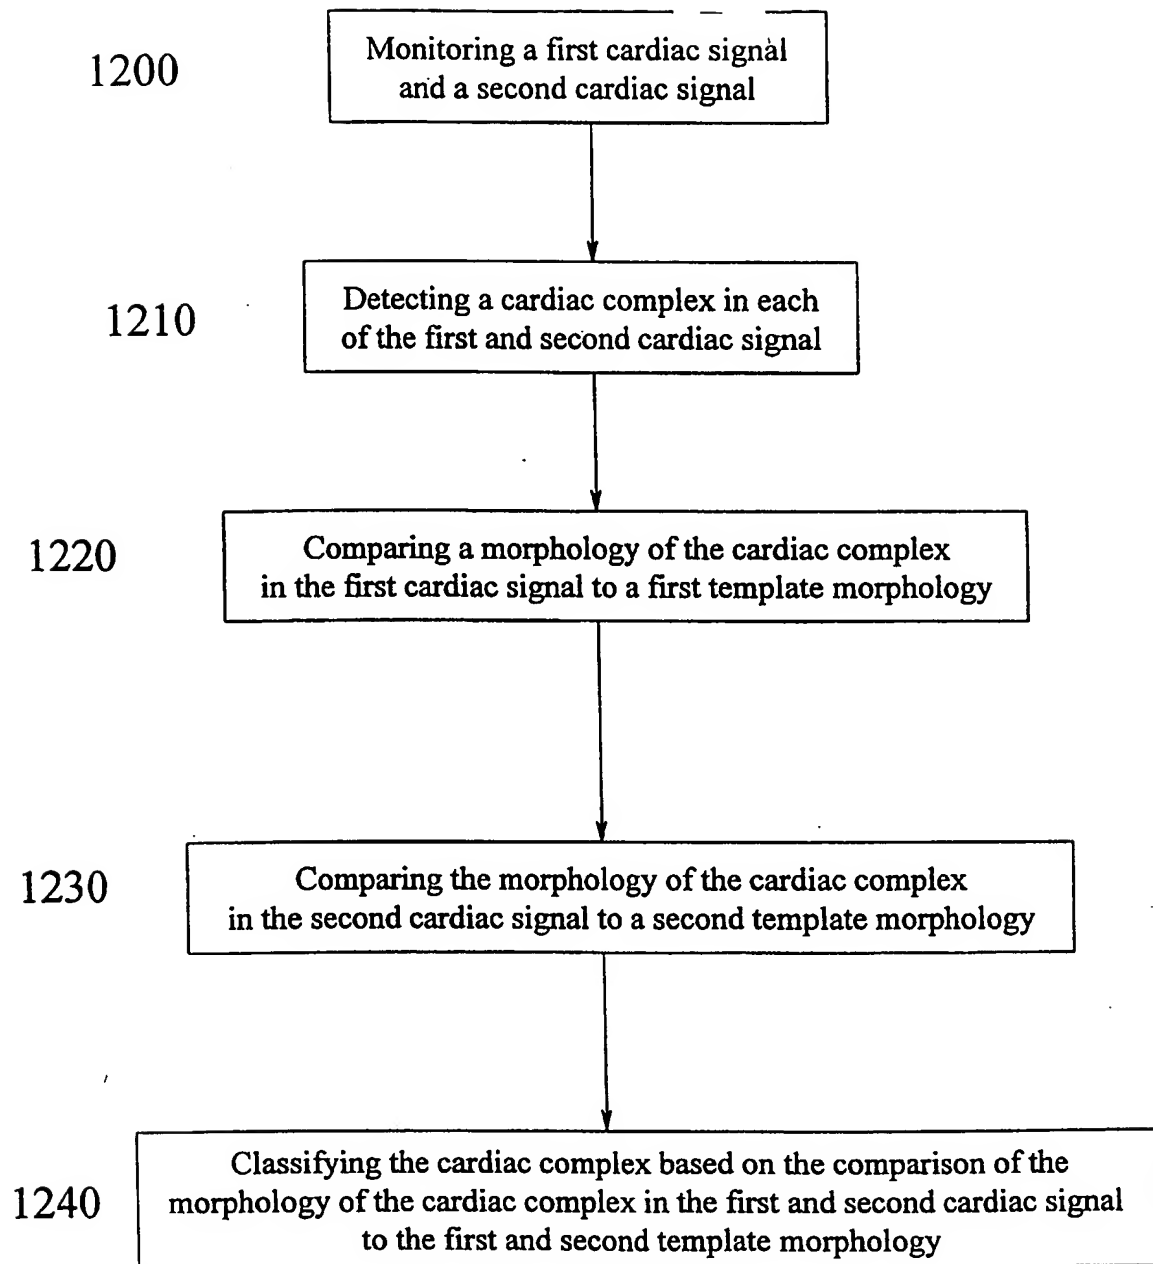 1200
Monitoring a first cardiac signal
and a second cardiac signal
1210
Detecting a cardiac complex in each
of the first and second cardiac signal
1220
Comparing a morphology of the cardiac complex
in the first cardiac signal to a first template morphology
1230
Comparing the morphology of the cardiac complex
in the second cardiac signal to a second template morphology
1240
Classifying the cardiac complex based on the comparison of the
morphology of the cardiac complex in the first and second cardiac signal
to the first and second template morphology